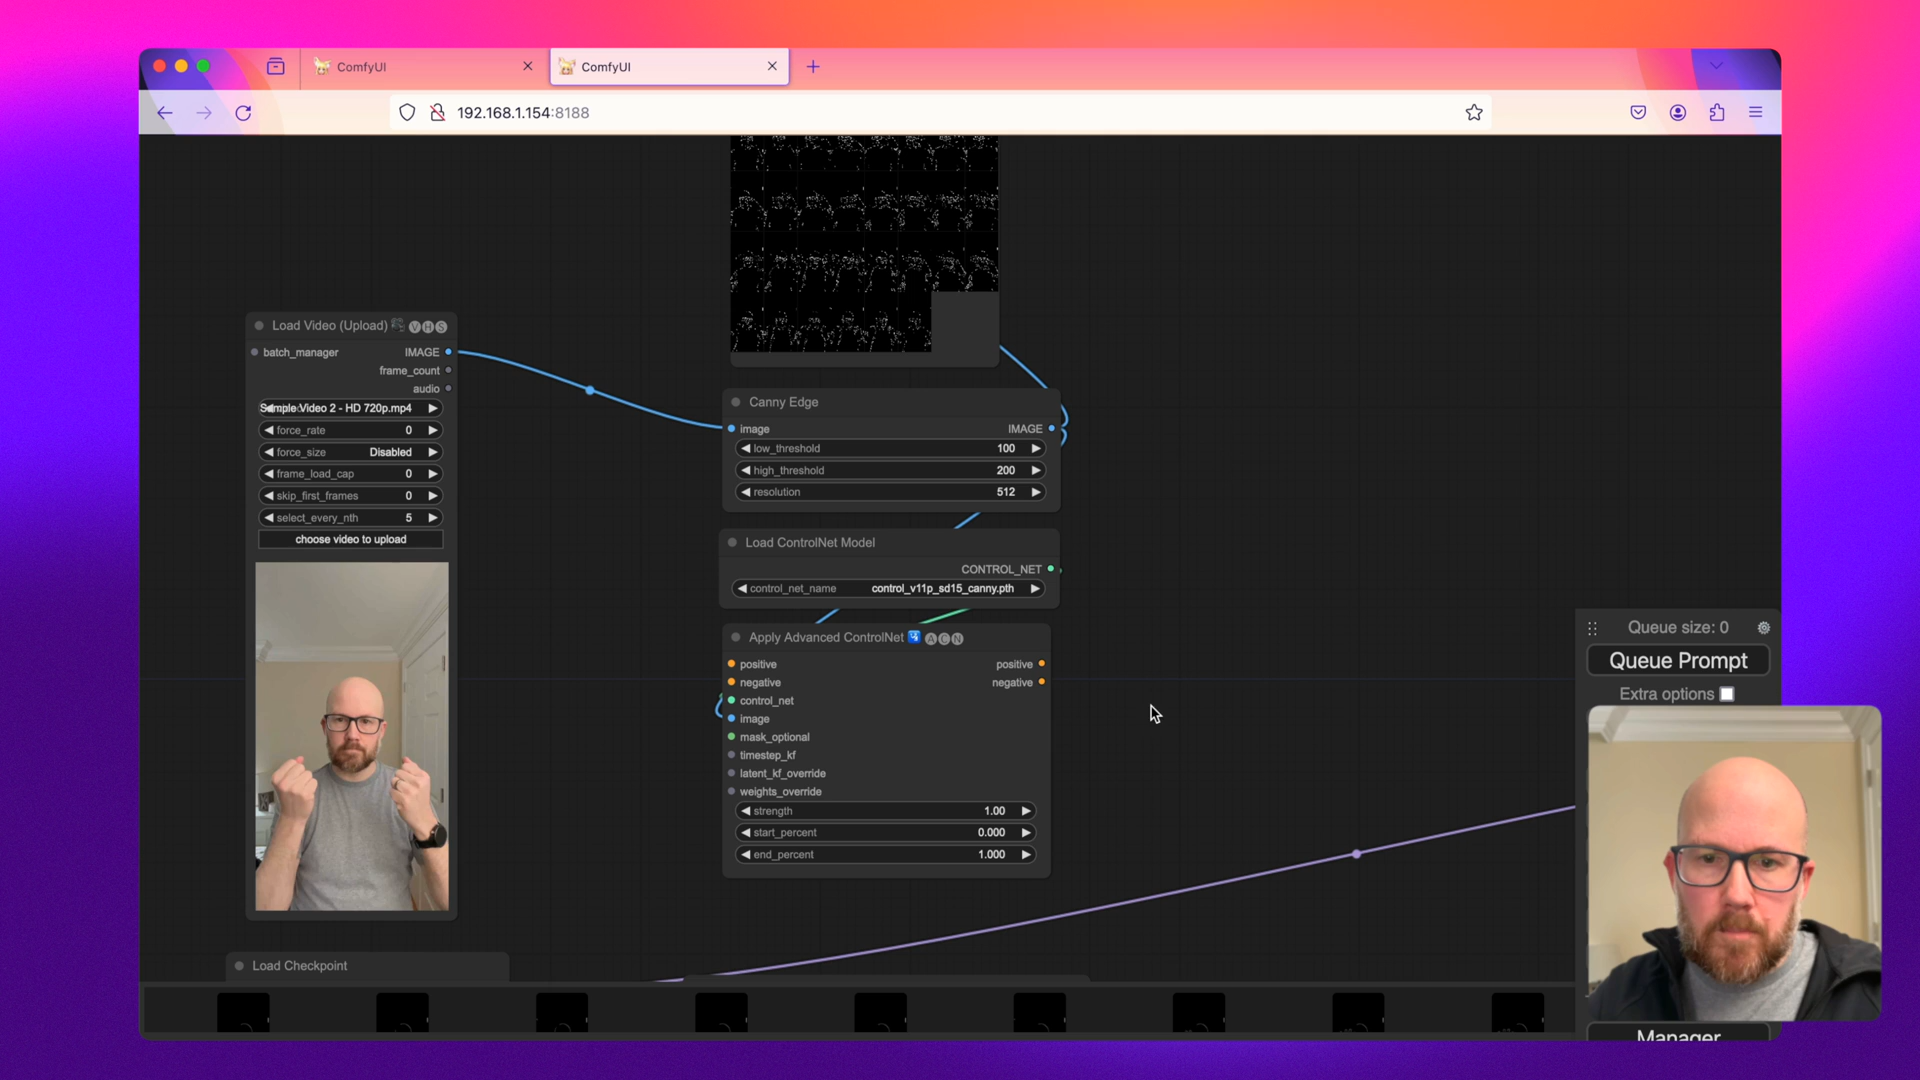 ComfyUI
ComfyUI
192.168.1.154:8188
Load Video (Upload) VHS
batch_manager IMAGE
frame_count
audio
Sample Video 2 - HD 720p.mp4
force_rate 0
force_size Disabled
frame_load_cap 0
skip_first_frames 0
select_every_nth 5
choose video to upload
Canny Edge
image IMAGE
low_threshold 100
high_threshold 200
resolution 512
Load ControlNet Model
CONTROL_NET
control_net_name control_v11p_sd15_canny.pth
Apply Advanced ControlNet ACN
positive positive
negative negative
control_net
image
mask_optional
timestep_kf
latent_kf_override
weights_override
strength 1.00
start_percent 0.000
end_percent 1.000
Load Checkpoint
Queue size: 0
Queue Prompt
Extra options
Manager